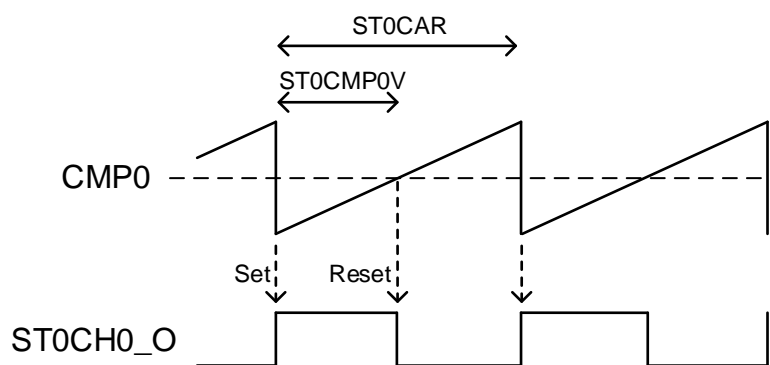 ST0CAR
ST0CMP0V
CMP0
Set
Reset
ST0CH0_O